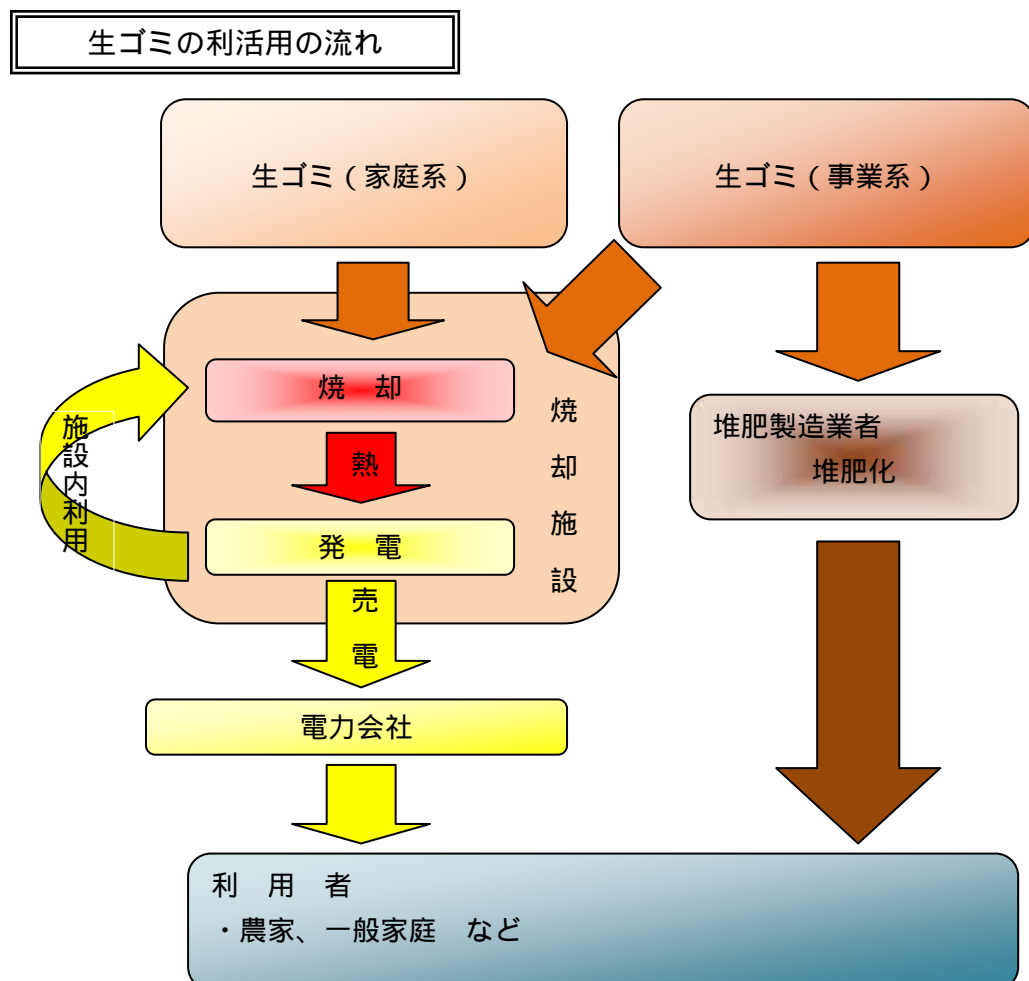 生ゴミの利活用の流れ
生ゴミ（家庭系）
生ゴミ（事業系）
焼　却
熱
発　電
焼却施設
施設内利用
売電
電力会社
堆肥製造業者
堆肥化
利　用　者
・農家、一般家庭　など